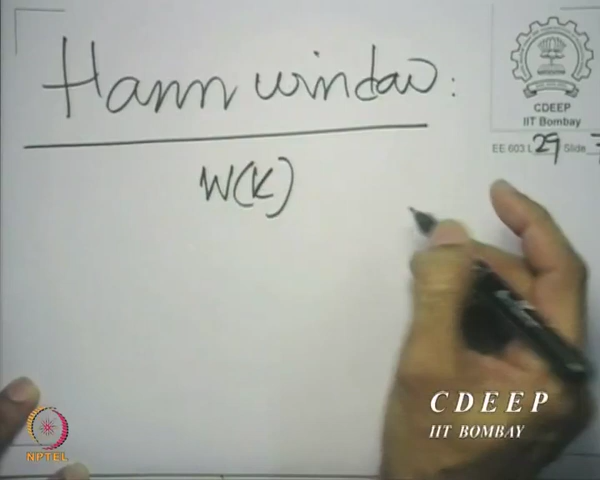 Hann window:
W(K)
CDEEP
IIT Bombay
EE 603 L 29 Slide
CDEEP
IIT BOMBAY
NPTEL